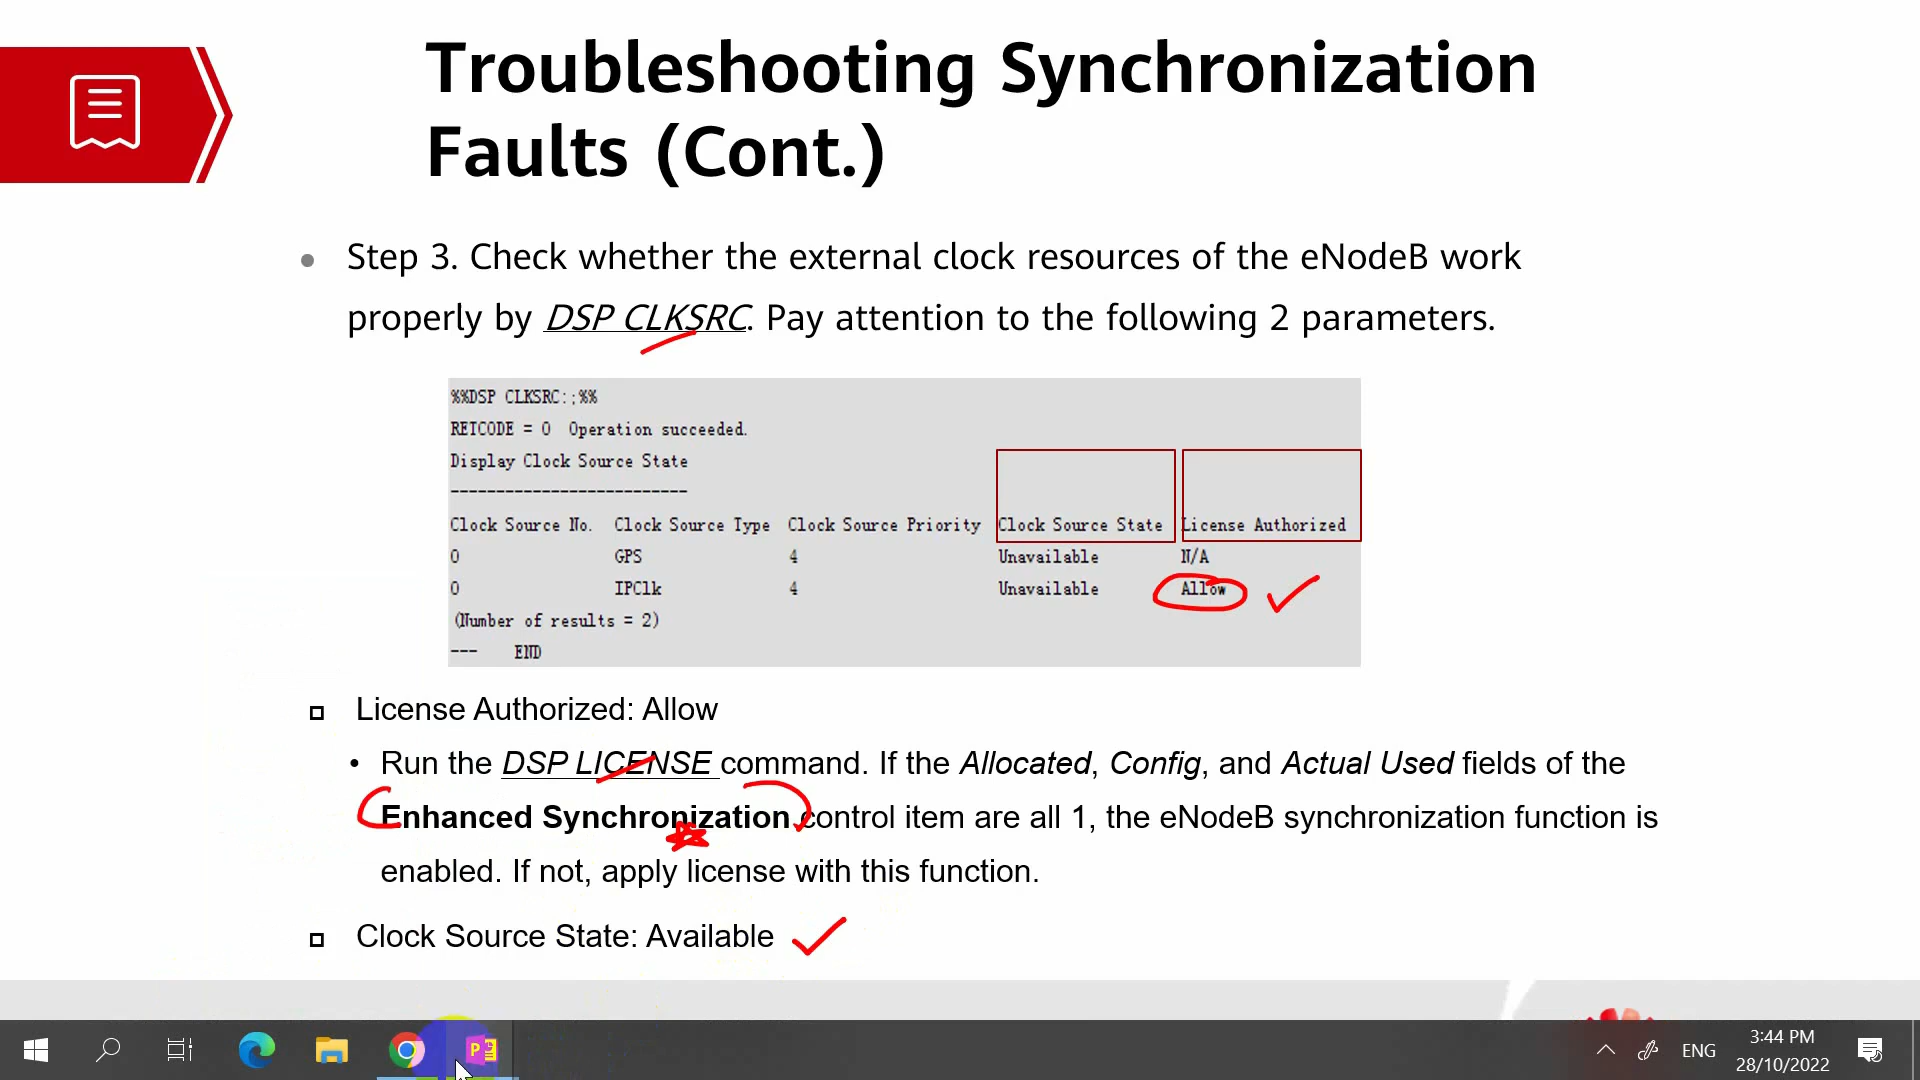 Troubleshooting Synchronization
Faults (Cont.)
Step 3. Check whether the external clock resources of the eNodeB work
properly by DSP CLKSRC. Pay attention to the following 2 parameters.
%%DSP CLKSRC:;%%
RETCODE = 0  Operation succeeded.
Display Clock Source State
--------------------------
Clock Source No.  Clock Source Type  Clock Source Priority  Clock Source State  License Authorized
0  GPS  4  Unavailable  N/A
0  IPClk  4  Unavailable  Allow
(Number of results = 2)
---    END
License Authorized: Allow
• Run the DSP LICENSE command. If the Allocated, Config, and Actual Used fields of the
Enhanced Synchronization control item are all 1, the eNodeB synchronization function is
enabled. If not, apply license with this function.
Clock Source State: Available
ENG
3:44 PM
28/10/2022